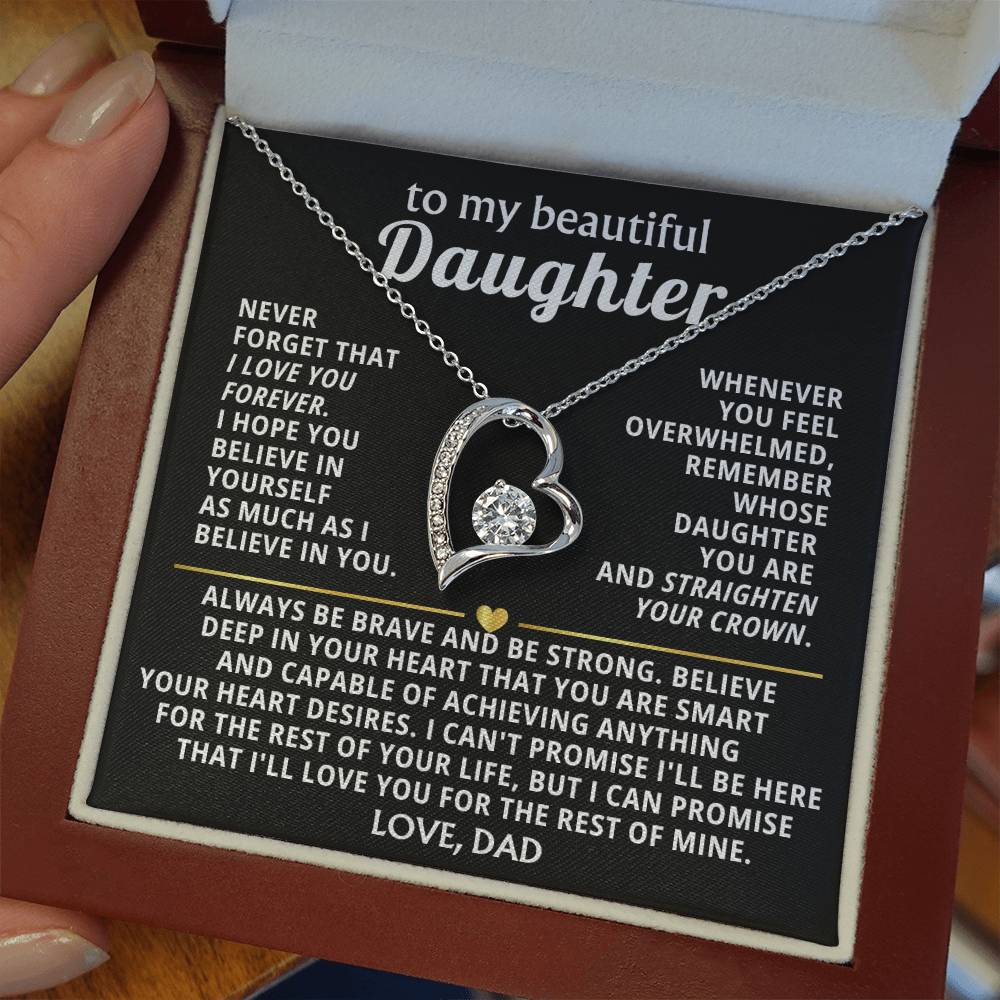 to my beautiful
Daughter
NEVER
FORGET THAT
I LOVE YOU
FOREVER.
I HOPE YOU
BELIEVE IN
YOURSELF
AS MUCH AS I
BELIEVE IN YOU.
WHENEVER
YOU FEEL
OVERWHELMED,
REMEMBER
WHOSE
DAUGHTER
YOU ARE
AND STRAIGHTEN
YOUR CROWN.
ALWAYS BE BRAVE AND BE STRONG. BELIEVE
DEEP IN YOUR HEART THAT YOU ARE SMART
AND CAPABLE OF ACHIEVING ANYTHING
YOUR HEART DESIRES. I CAN'T PROMISE I'LL BE HERE
FOR THE REST OF YOUR LIFE, BUT I CAN PROMISE
THAT I'LL LOVE YOU FOR THE REST OF MINE.
LOVE, DAD